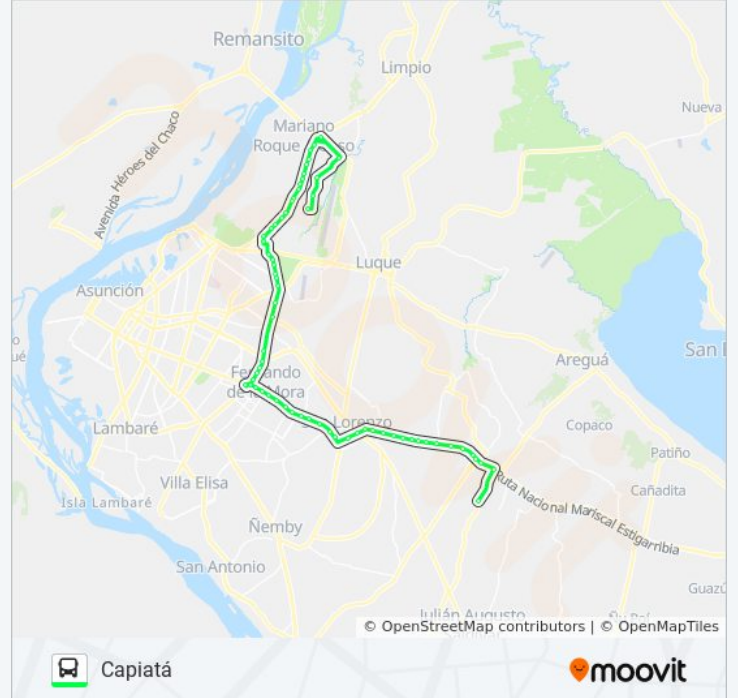 Remansito
Limpio
Nueva
Mariano
Roque
so
Avenida Héroes del Chaco
Luque
Asunción
San L
Areguá
Fernando
de la Mora
Lorenzo
Copaco
Lambaré
Patiño
Villa Elisa
Cañadita
Isla Lambaré
Ruta Nacional Mariscal Estigarribia
Ñemby
San Antonio
Guazú
Julián Augusto
© OpenStreetMap contributors | © OpenMapTiles
Capiatá
moovit